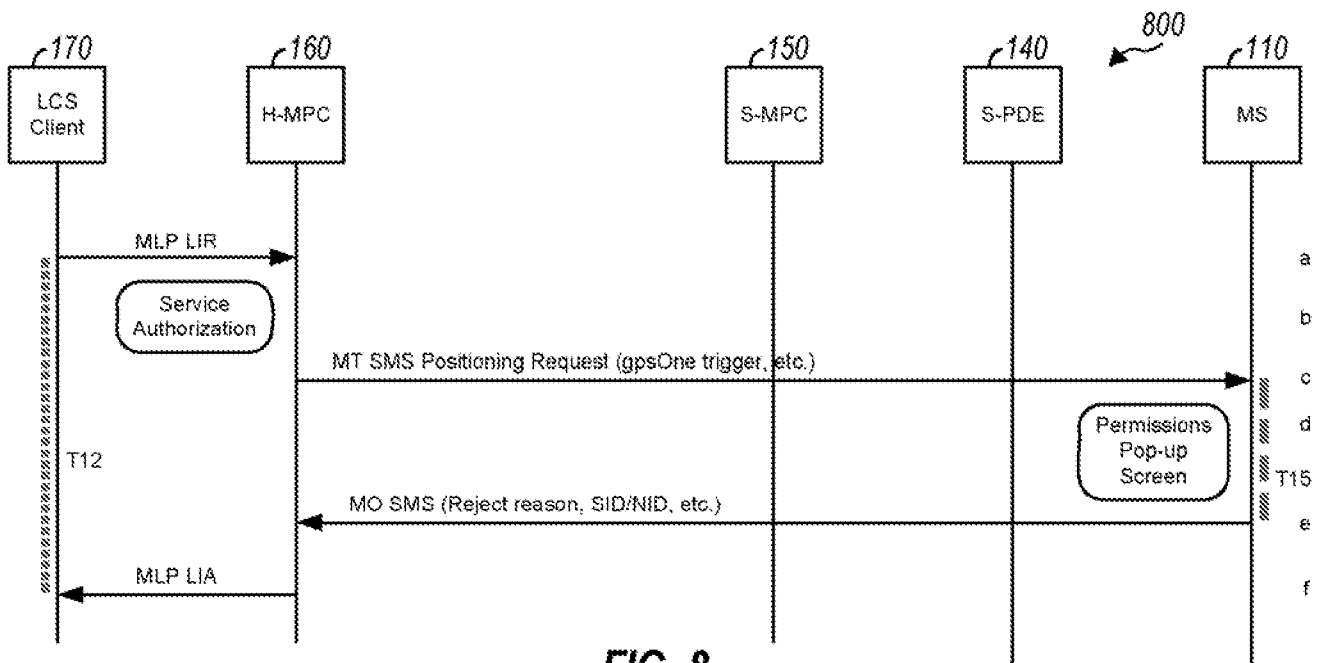 800
170
160
150
140
110
LCS
Client
H-MPC
S-MPC
S-PDE
MS
MLP LIR
a
Service
Authorization
b
MT SMS Positioning Request (gpsOne trigger, etc.)
c
Permissions
Pop-up
Screen
d
T12
T15
MO SMS (Reject reason, SID/NID, etc.)
e
MLP LIA
f
FIG. 8